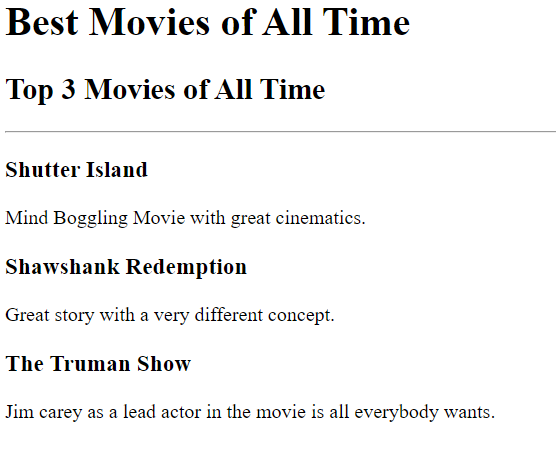 Best Movies of All Time
Top 3 Movies of All Time
Shutter Island
Mind Boggling Movie with great cinematics.
Shawshank Redemption
Great story with a very different concept.
The Truman Show
Jim carey as a lead actor in the movie is all everybody wants.